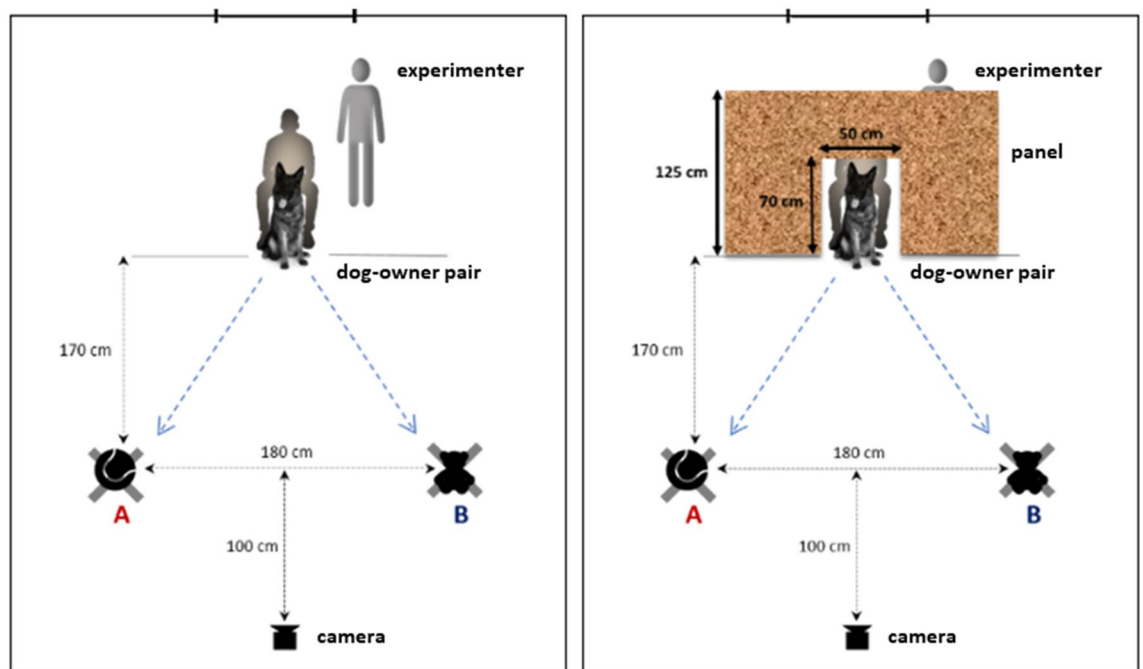 experimenter
dog-owner pair
170 cm
180 cm
A
B
100 cm
camera
experimenter
50 cm
panel
125 cm
70 cm
dog-owner pair
170 cm
180 cm
A
B
100 cm
camera